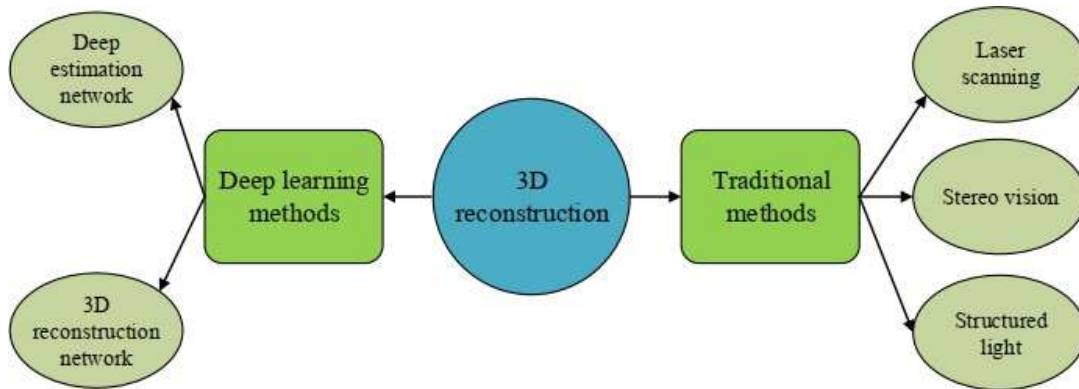 Deep
estimation
network
Deep learning
methods
3D
reconstruction
network
3D
reconstruction
Traditional
methods
Laser
scanning
Stereo vision
Structured
light